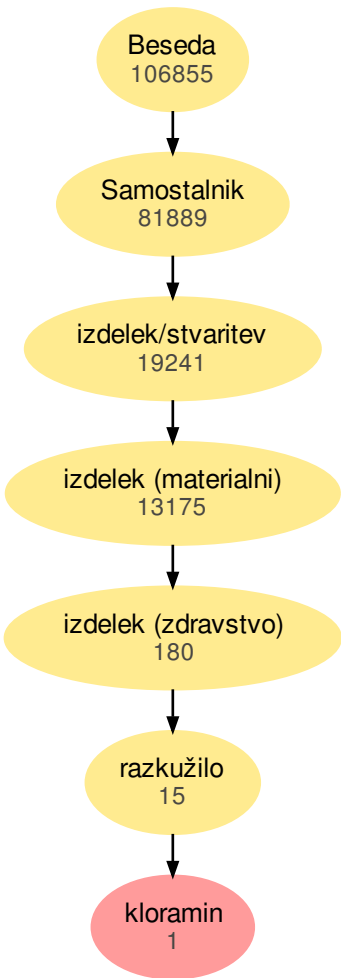 Beseda
106855
Samostalnik
81889
izdelek/stvaritev
19241
izdelek (materialni)
13175
izdelek (zdravstvo)
180
razkužilo
15
kloramin
1